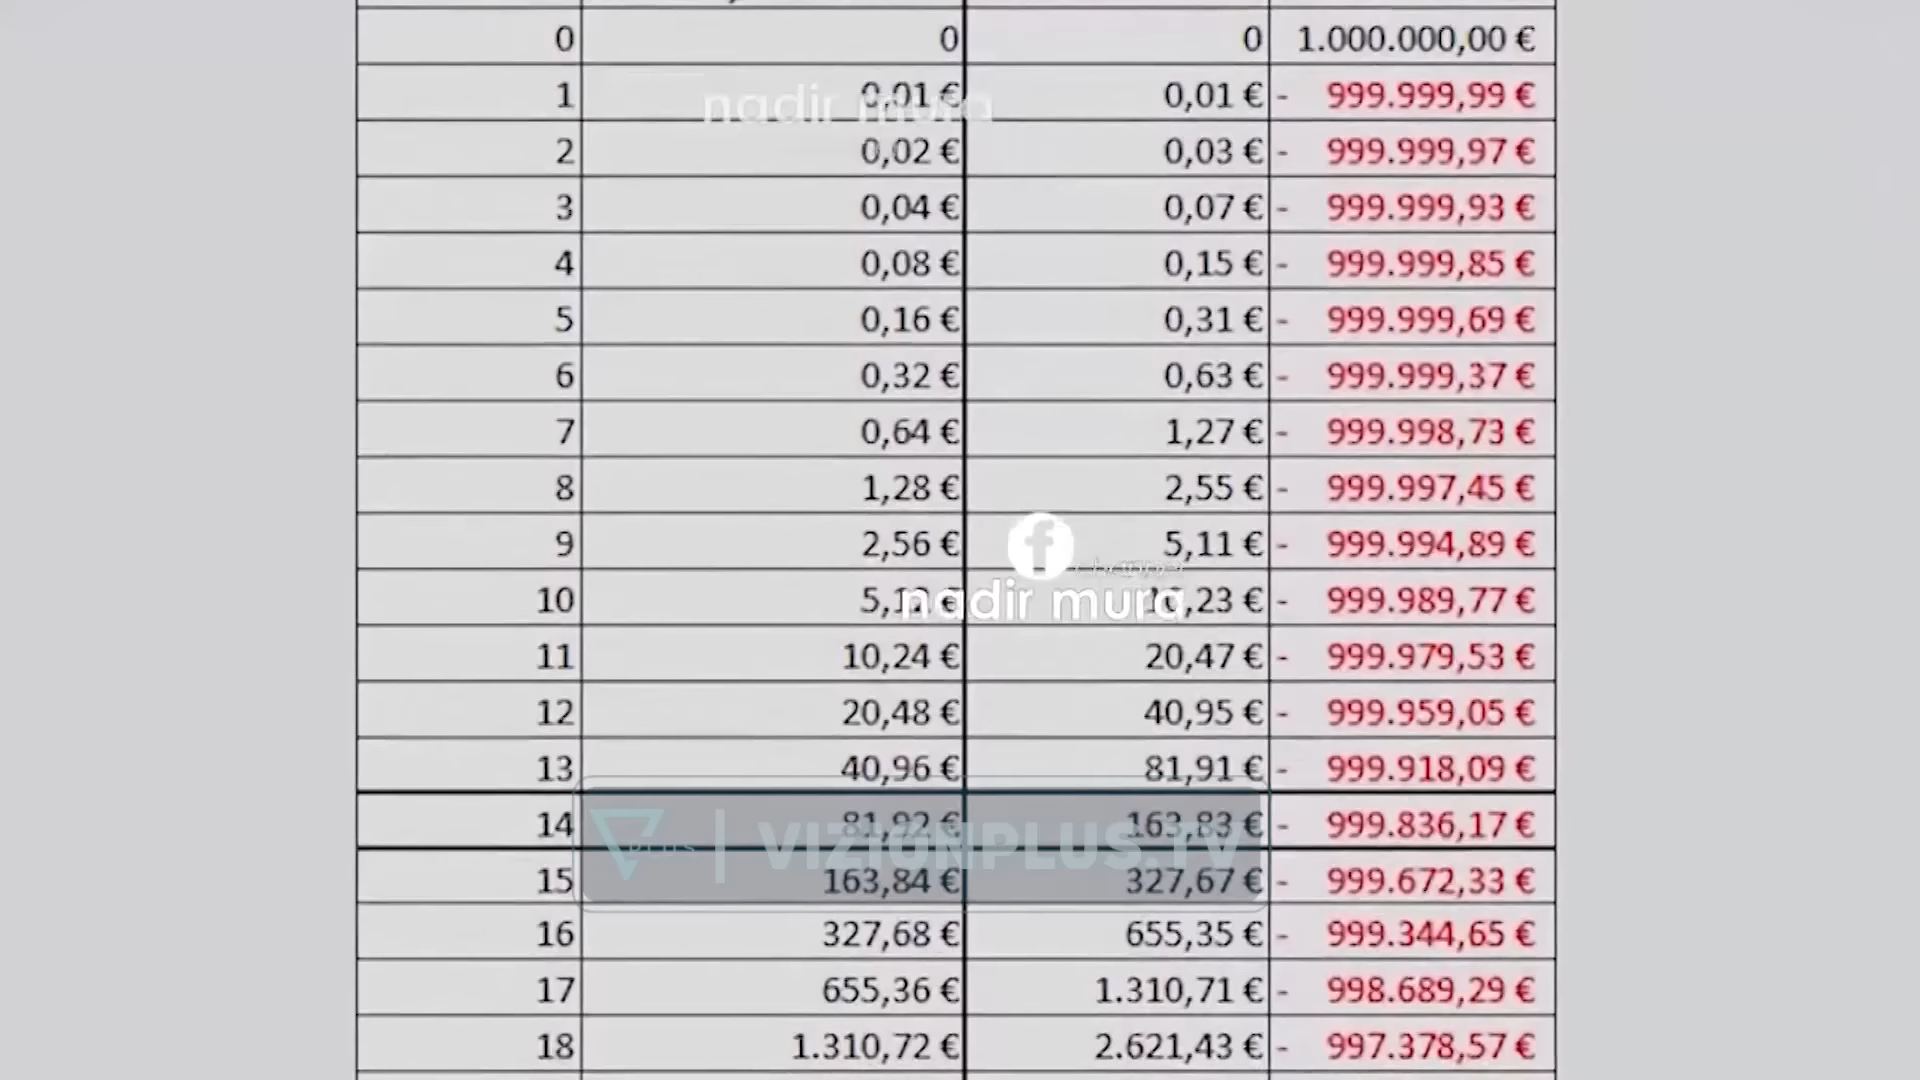 0 0 0 1.000.000,00 €
1 0,01 € 0,01 € - 999.999,99 €
nadir mura
2 0,02 € 0,03 € - 999.999,97 €
3 0,04 € 0,07 € - 999.999,93 €
4 0,08 € 0,15 € - 999.999,85 €
5 0,16 € 0,31 € - 999.999,69 €
6 0,32 € 0,63 € - 999.999,37 €
7 0,64 € 1,27 € - 999.998,73 €
8 1,28 € 2,55 € - 999.997,45 €
9 2,56 € 5,11 € - 999.994,89 €
10 5,12 € 10,23 € - 999.989,77 €
nadir mura
11 10,24 € 20,47 € - 999.979,53 €
12 20,48 € 40,95 € - 999.959,05 €
13 40,96 € 81,91 € - 999.918,09 €
14 81,92 € 163,83 € - 999.836,17 €
PLUS | VIZIONPLUS.TV
15 163,84 € 327,67 € - 999.672,33 €
16 327,68 € 655,35 € - 999.344,65 €
17 655,36 € 1.310,71 € - 998.689,29 €
18 1.310,72 € 2.621,43 € - 997.378,57 €